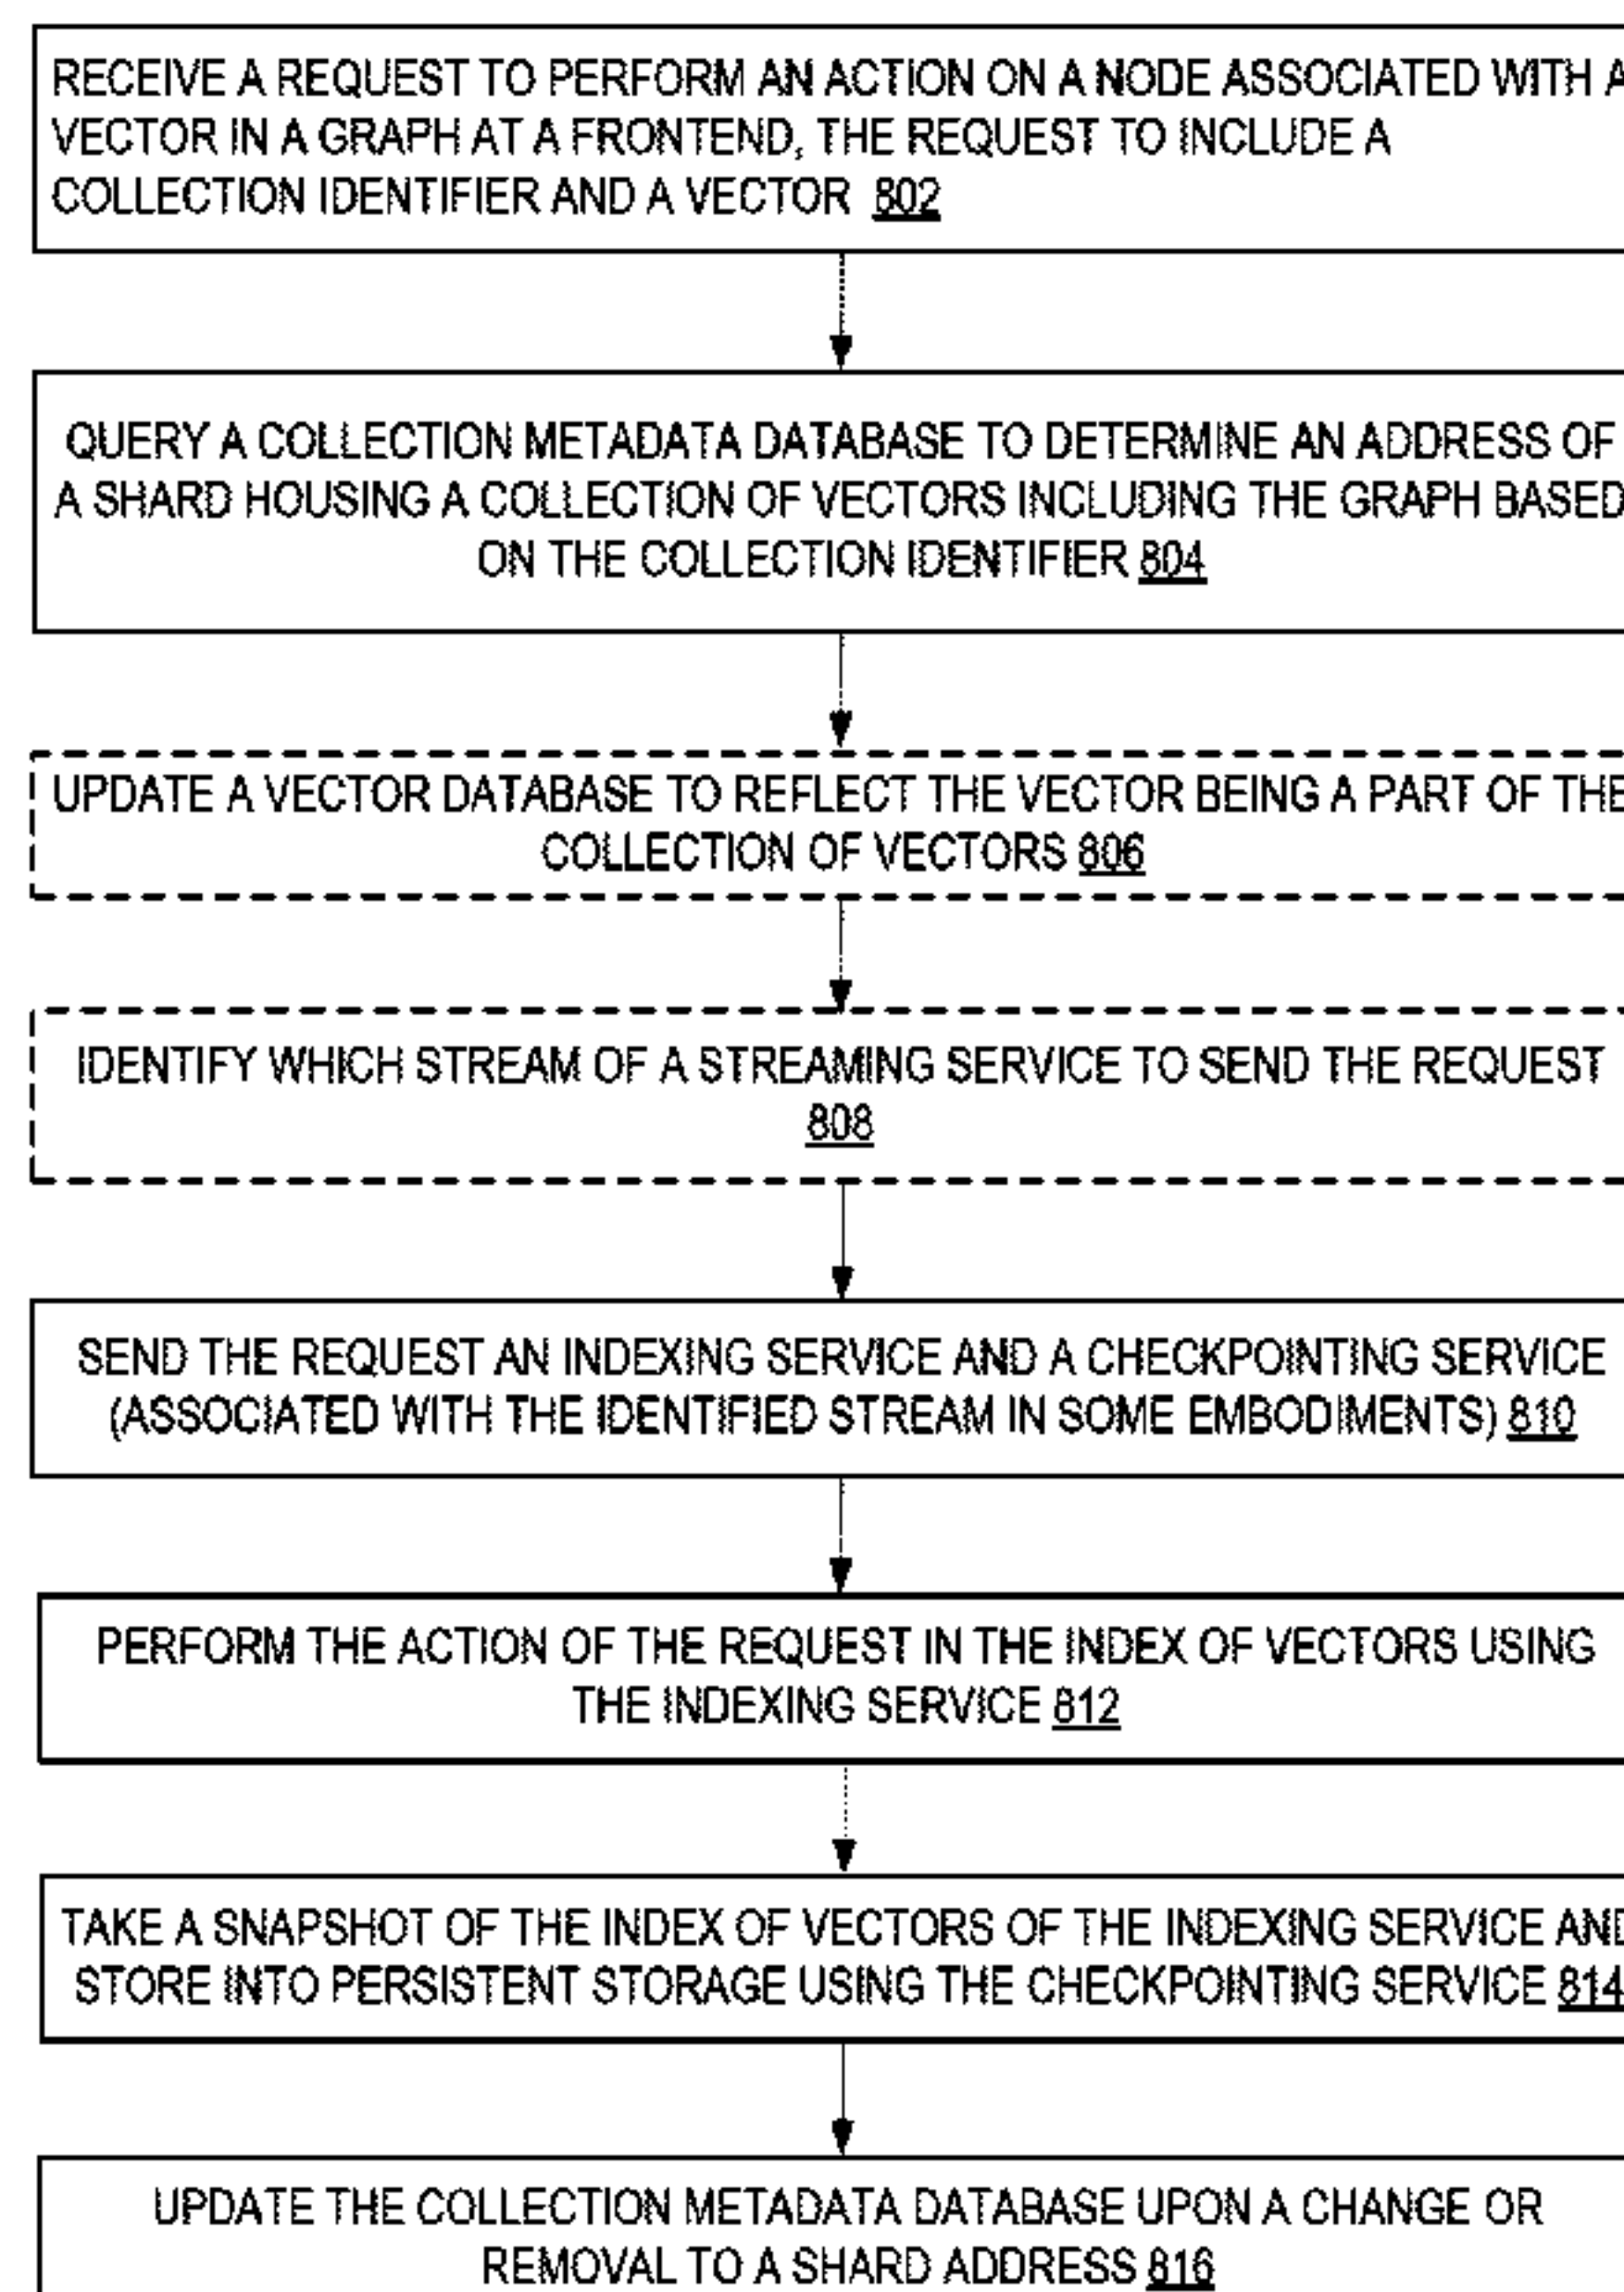 RECEIVE A REQUEST TO PERFORM AN ACTION ON A NODE ASSOCIATED WITH A
VECTOR IN A GRAPH AT A FRONTEND, THE REQUEST TO INCLUDE A
COLLECTION IDENTIFIER AND A VECTOR 802
QUERY A COLLECTION METADATA DATABASE TO DETERMINE AN ADDRESS OF
A SHARD HOUSING A COLLECTION OF VECTORS INCLUDING THE GRAPH BASED
ON THE COLLECTION IDENTIFIER 804
UPDATE A VECTOR DATABASE TO REFLECT THE VECTOR BEING A PART OF THE
COLLECTION OF VECTORS 806
IDENTIFY WHICH STREAM OF A STREAMING SERVICE TO SEND THE REQUEST
808
SEND THE REQUEST AN INDEXING SERVICE AND A CHECKPOINTING SERVICE
(ASSOCIATED WITH THE IDENTIFIED STREAM IN SOME EMBODIMENTS) 810
PERFORM THE ACTION OF THE REQUEST IN THE INDEX OF VECTORS USING
THE INDEXING SERVICE 812
TAKE A SNAPSHOT OF THE INDEX OF VECTORS OF THE INDEXING SERVICE AND
STORE INTO PERSISTENT STORAGE USING THE CHECKPOINTING SERVICE 814
UPDATE THE COLLECTION METADATA DATABASE UPON A CHANGE OR
REMOVAL TO A SHARD ADDRESS 816